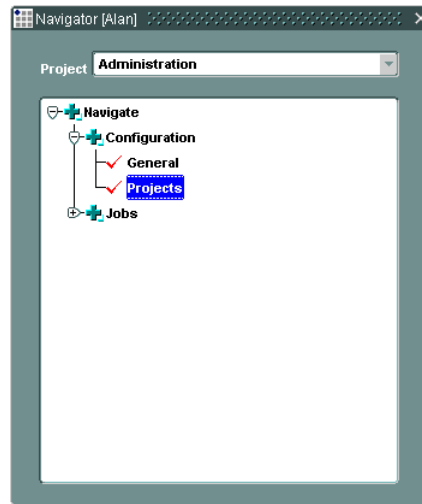 Navigator [Alan]
Project Administration
Navigate
Configuration
General
Projects
Jobs